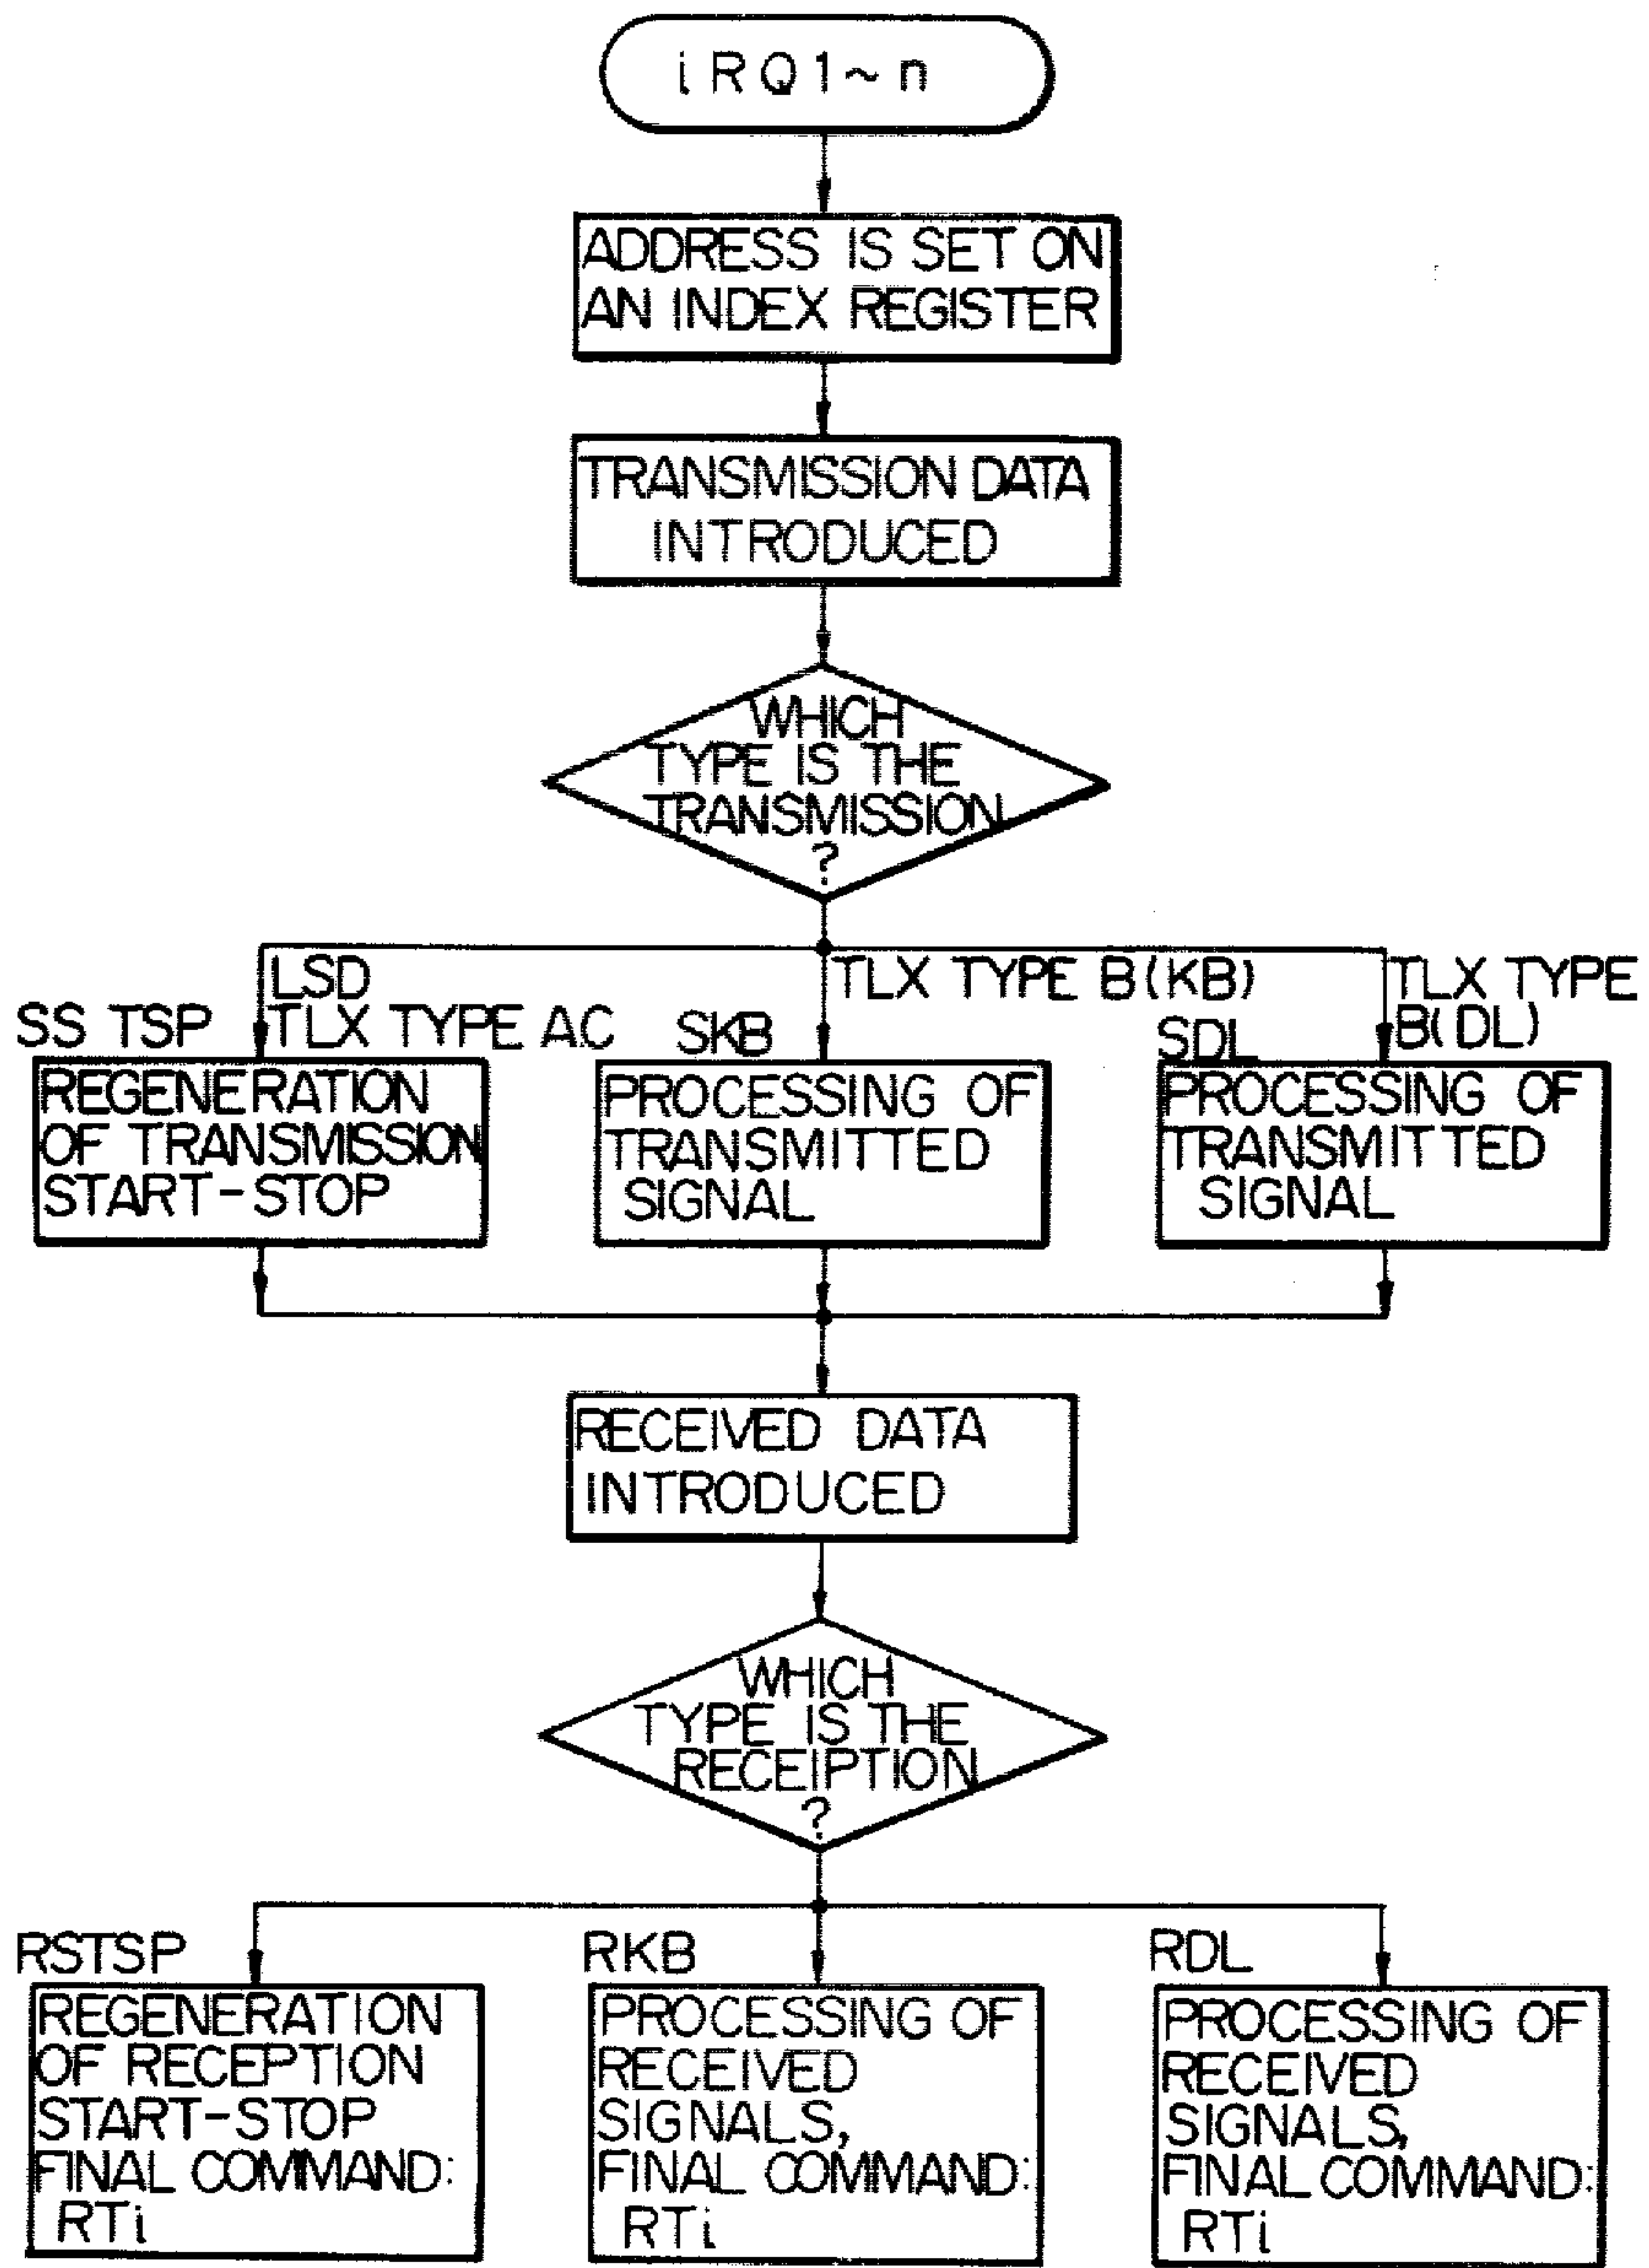 iRQ1~n
ADDRESS IS SET ON
AN INDEX REGISTER
TRANSMISSION DATA
INTRODUCED
WHICH
TYPE IS THE
TRANSMISSION
?
LSD
SS TSP
TLX TYPE A.C
TLX TYPE B(KB)
SKB
TLX TYPE
B(DL)
SDL
REGENERATION
OF TRANSMISSION
START-STOP
PROCESSING OF
TRANSMITTED
SIGNAL
PROCESSING OF
TRANSMITTED
SIGNAL
RECEIVED DATA
INTRODUCED
WHICH
TYPE IS THE
RECEIPTION
?
RSTSP
REGENERATION
OF RECEPTION
START-STOP
FINAL COMMAND:
RTi
RKB
PROCESSING OF
RECEIVED
SIGNALS,
FINAL COMMAND:
RTi
RDL
PROCESSING OF
RECEIVED
SIGNALS,
FINAL COMMAND:
RTi